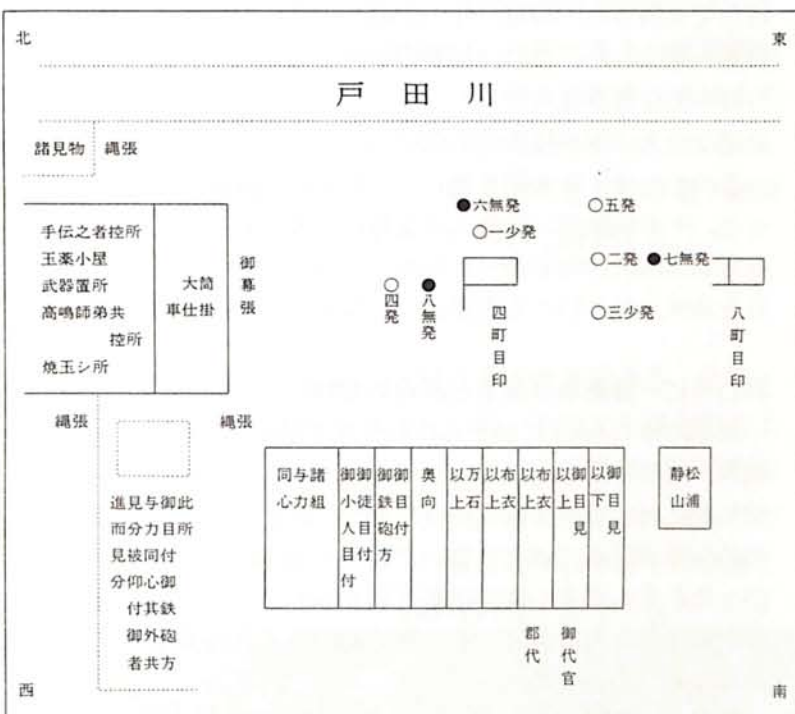 北
東
戸田川
諸見物
縄張
手伝之者控所
玉薬小屋
武器置所
高鳴師弟共
控所
焼玉シ所
大筒
車仕掛
御幕張
●六無発
○一少発
○五発
○二発
●七無発
○三少発
○四発
●八無発
四町目印
八町目印
縄張
縄張
松浦
静山
御目見
以下
御目見
以上
布衣
以上
布衣
以上
万石
以上
奥向
御目付
御鉄砲方
御徒目付
御小人目付
諸組
与力
同心
御代官
郡代
此所御鉄砲方
御目付其外共
与力同心付御者
分被仰
而見分
進見
西
南